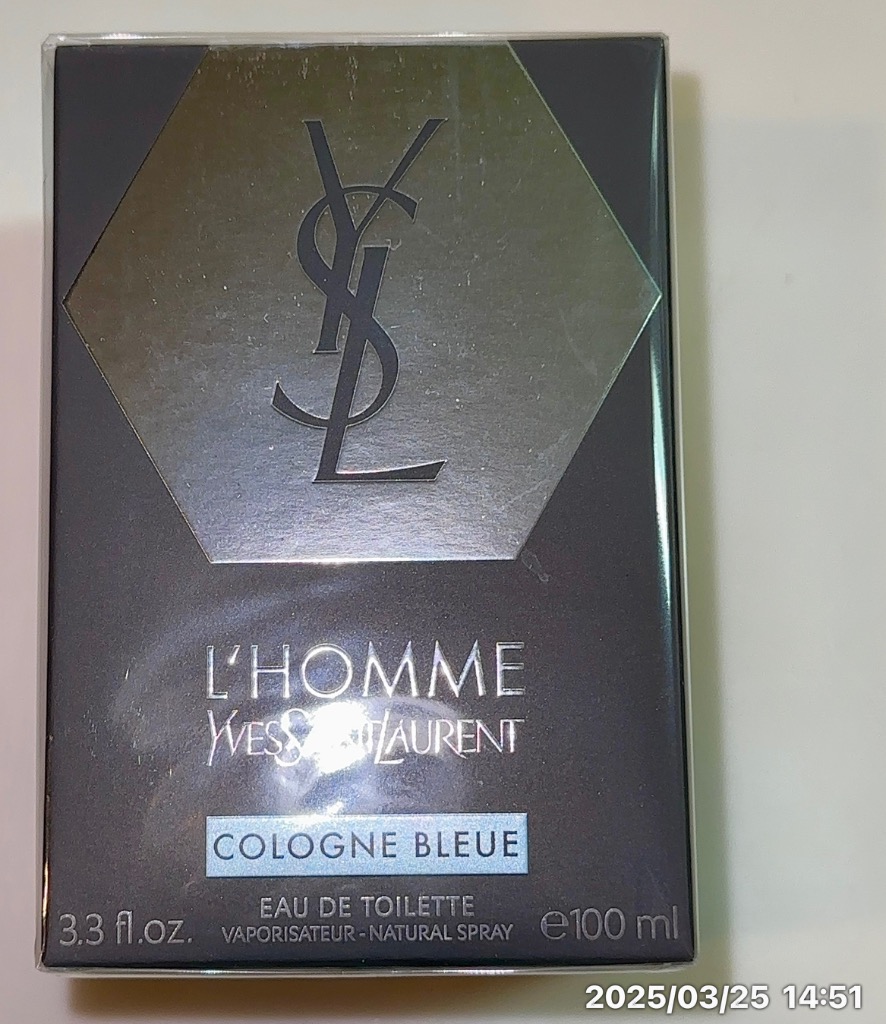 YSL
L'HOMME
YVES SAINT LAURENT
COLOGNE BLEUE
EAU DE TOILETTE
3.3 fl.oz. VAPORISATEUR-NATURAL SPRAY e100 ml
2025/03/25 14:51